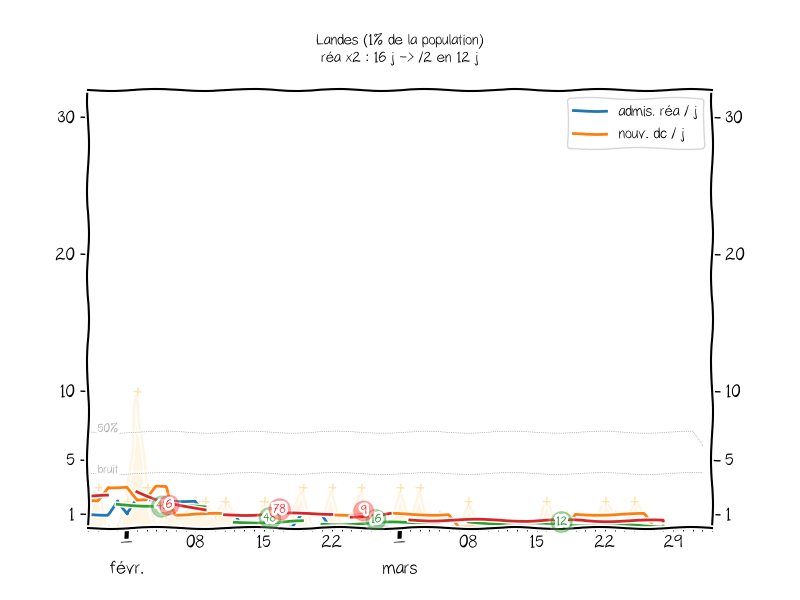 Landes (1% de la population)
réa x2 : 16 j -> /2 en 12 j
admis. réa / j
nouv. dc / j
30 30
20 20
10 10
50%
5 5
bruit
6
78
9
16
12
1 1
08 15 22 08 15 22 29
févr. mars